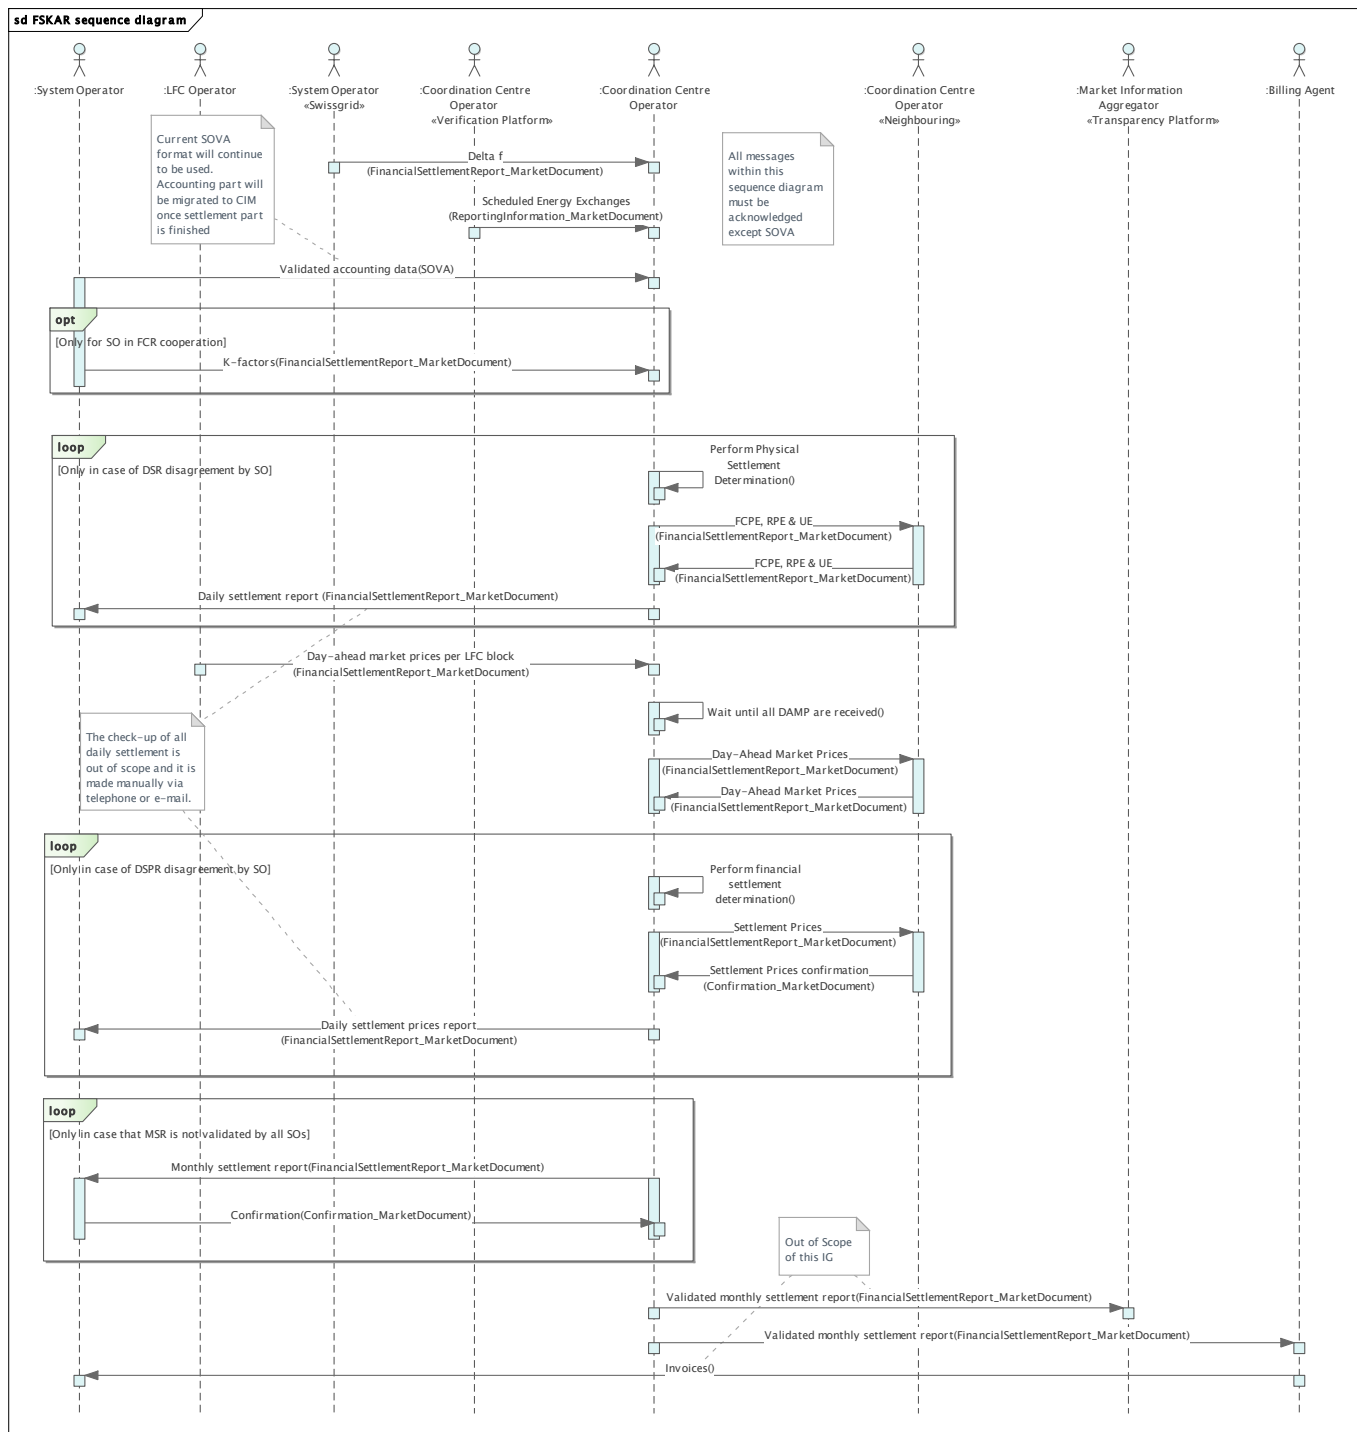 sd FSKAR sequence diagram
:System Operator
:LFC Operator
:System Operator
«Swissgrid»
:Coordination Centre
Operator
«Verification Platform»
:Coordination Centre
Operator
:Coordination Centre
Operator
«Neighbouring»
:Market Information
Aggregator
«Transparency Platform»
:Billing Agent
Current SOVA
format will continue
to be used.
Accounting part will
be migrated to CIM
once settlement part
is finished
All messages
within this
sequence diagram
must be
acknowledged
except SOVA
Delta f
(FinancialSettlementReport_MarketDocument)
Scheduled Energy Exchanges
(ReportingInformation_MarketDocument)
Validated accounting data(SOVA)
opt
[Only for SO in FCR cooperation]
K-factors(FinancialSettlementReport_MarketDocument)
loop
[Only in case of DSR disagreement by SO]
Perform Physical
Settlement
Determination()
FCPE, RPE & UE
(FinancialSettlementReport_MarketDocument)
FCPE, RPE & UE
(FinancialSettlementReport_MarketDocument)
Daily settlement report (FinancialSettlementReport_MarketDocument)
Day-ahead market prices per LFC block
(FinancialSettlementReport_MarketDocument)
Wait until all DAMP are received()
The check-up of all
daily settlement is
out of scope and it is
made manually via
telephone or e-mail.
Day-Ahead Market Prices
(FinancialSettlementReport_MarketDocument)
Day-Ahead Market Prices
(FinancialSettlementReport_MarketDocument)
loop
[Only in case of DSPR disagreement by SO]
Perform financial
settlement
determination()
Settlement Prices
(FinancialSettlementReport_MarketDocument)
Settlement Prices confirmation
(Confirmation_MarketDocument)
Daily settlement prices report
(FinancialSettlementReport_MarketDocument)
loop
[Only in case that MSR is not validated by all SOs]
Monthly settlement report(FinancialSettlementReport_MarketDocument)
Confirmation(Confirmation_MarketDocument)
Out of Scope
of this IG
Validated monthly settlement report(FinancialSettlementReport_MarketDocument)
Validated monthly settlement report(FinancialSettlementReport_MarketDocument)
Invoices()